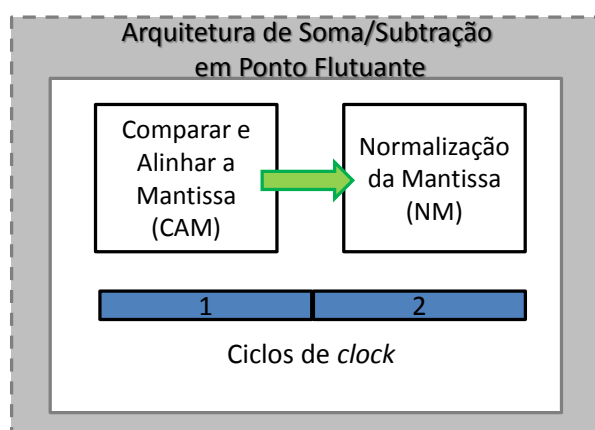 Arquitetura de Soma/Subtração
em Ponto Flutuante
Comparar e
Alinhar a
Mantissa
(CAM)
Normalização
da Mantissa
(NM)
1 2
Ciclos de clock